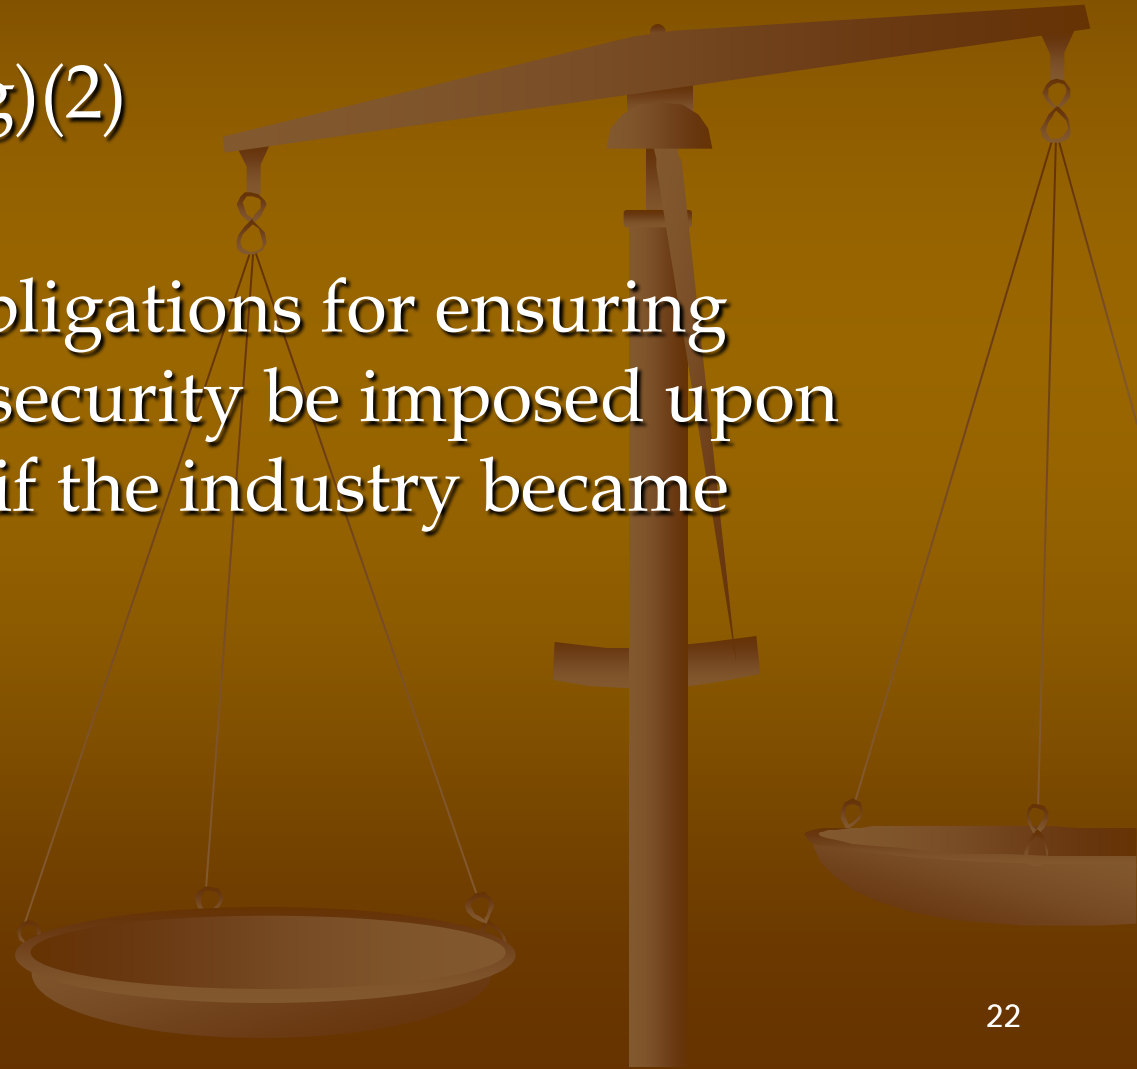 g)(2)
bligations for ensuring
security be imposed upon
if the industry became
22